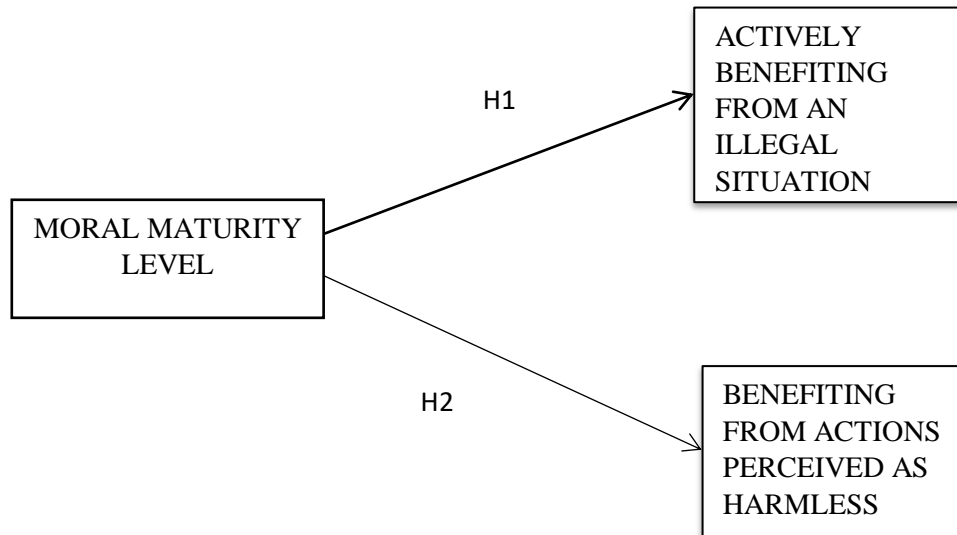 ACTIVELY
BENEFITING
FROM AN
ILLEGAL
SITUATION
H1
MORAL MATURITY
LEVEL
H2
BENEFITING
FROM ACTIONS
PERCEIVED AS
HARMLESS